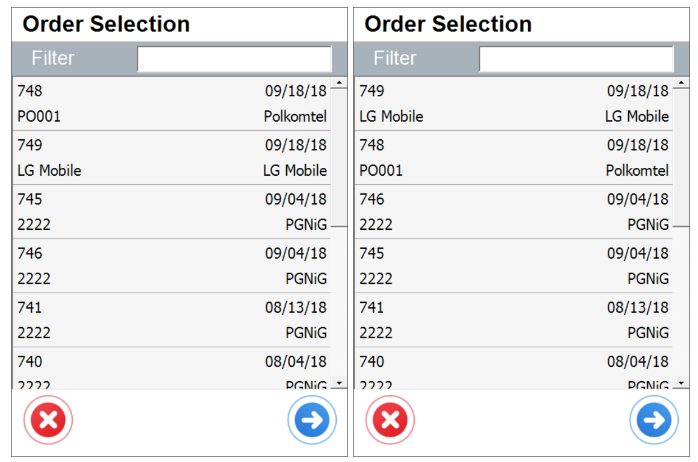 Order Selection
Filter
748 09/18/18
PO001 Polkomtel
749 09/18/18
LG Mobile LG Mobile
745 09/04/18
2222 PGNiG
746 09/04/18
2222 PGNiG
741 08/13/18
2222 PGNiG
740 08/04/18
2222 PGNiG
Order Selection
Filter
749 09/18/18
LG Mobile LG Mobile
748 09/18/18
PO001 Polkomtel
746 09/04/18
2222 PGNiG
745 09/04/18
2222 PGNiG
741 08/13/18
2222 PGNiG
740 08/04/18
2222 PGNiG